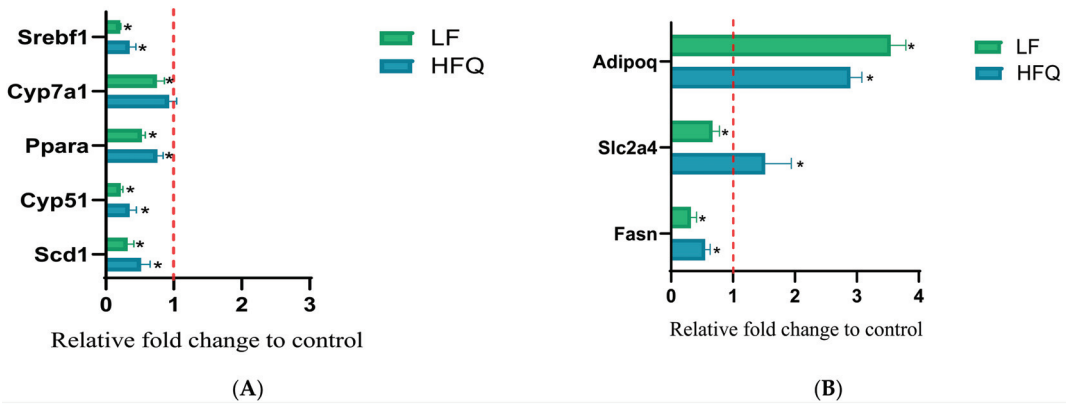 Srebf1
Cyp7a1
Ppara
Cyp51
Scd1
*
*
*
*
*
*
*
*
*
0 1 2 3
Relative fold change to control
LF
HFQ
(A)
Adipoq
Slc2a4
Fasn
*
*
*
*
*
*
0 1 2 3 4
Relative fold change to control
LF
HFQ
(B)